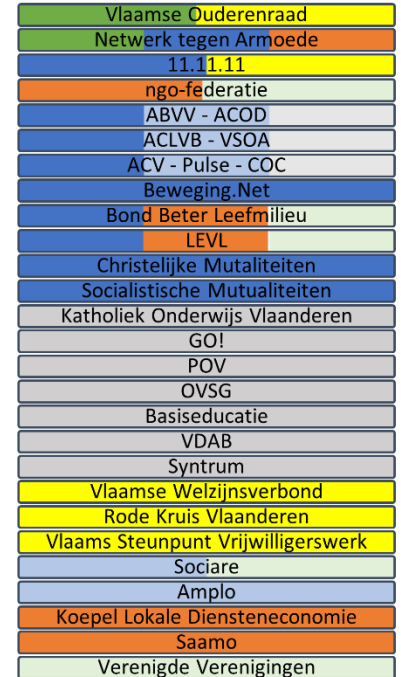 Vlaamse Ouderenraad
Netwerk tegen Armoede
11.11.11
ngo-federatie
ABVV - ACOD
ACLVB - VSOA
ACV - Pulse - COC
Beweging.Net
Bond Beter Leefmilieu
LEVL
Christelijke Mutaliteiten
Socialistische Mutualiteiten
Katholiek Onderwijs Vlaanderen
GO!
POV
OVSG
Basiseducatie
VDAB
Syntrum
Vlaamse Welzijnsverbond
Rode Kruis Vlaanderen
Vlaams Steunpunt Vrijwilligerswerk
Sociare
Amplo
Koepel Lokale Diensteneconomie
Saamo
Verenigde Verenigingen